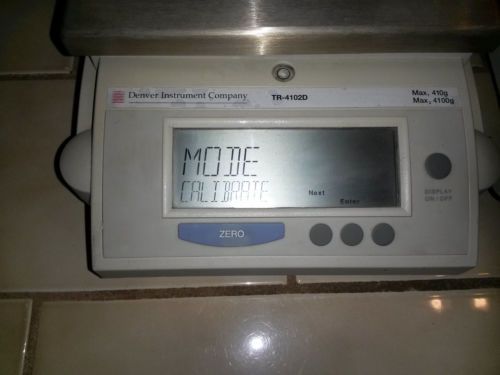 Denver Instrument Company TR-4102D Max, 410g
Max, 4100g
MODE
CALIBRATE
Next
Enter
DISPLAY
ON/OFF
ZERO